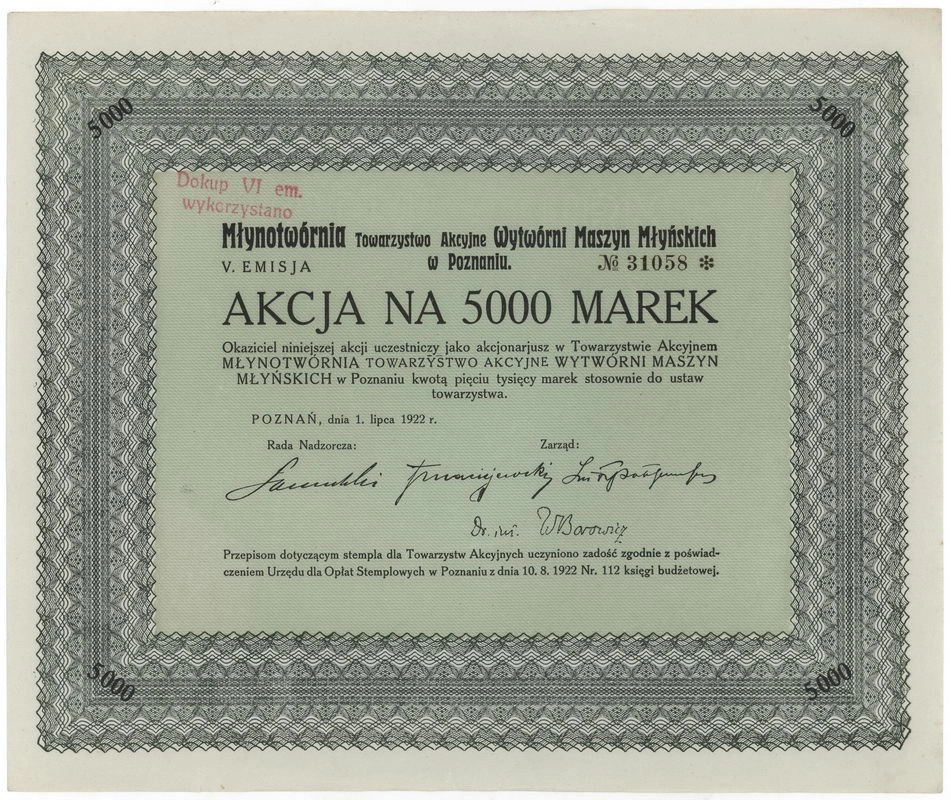 5000 5000
Dokup VI em.
wykorzystano
Młynotwórnia Towarzystwo Akcyjne Wytwórni Maszyn Młyńskich
w Poznaniu.
V. EMISJA № 31058 ✻
AKCJA NA 5000 MAREK
Okaziciel niniejszej akcji uczestniczy jako akcjonarjusz w Towarzystwie Akcyjnem
MŁYNOTWÓRNIA TOWARZYSTWO AKCYJNE WYTWÓRNI MASZYN
MŁYŃSKICH w Poznaniu kwotą pięciu tysięcy marek stosownie do ustaw
towarzystwa.
POZNAŃ, dnia 1. lipca 1922 r.
Rada Nadzorcza: Zarząd:
Dr. inż. WBarowicz
Przepisom dotyczącym stempla dla Towarzystw Akcyjnych uczyniono zadość zgodnie z poświad-
czeniem Urzędu dla Opłat Stemplowych w Poznaniu z dnia 10. 8. 1922 Nr. 112 księgi budżetowej.
5000 5000